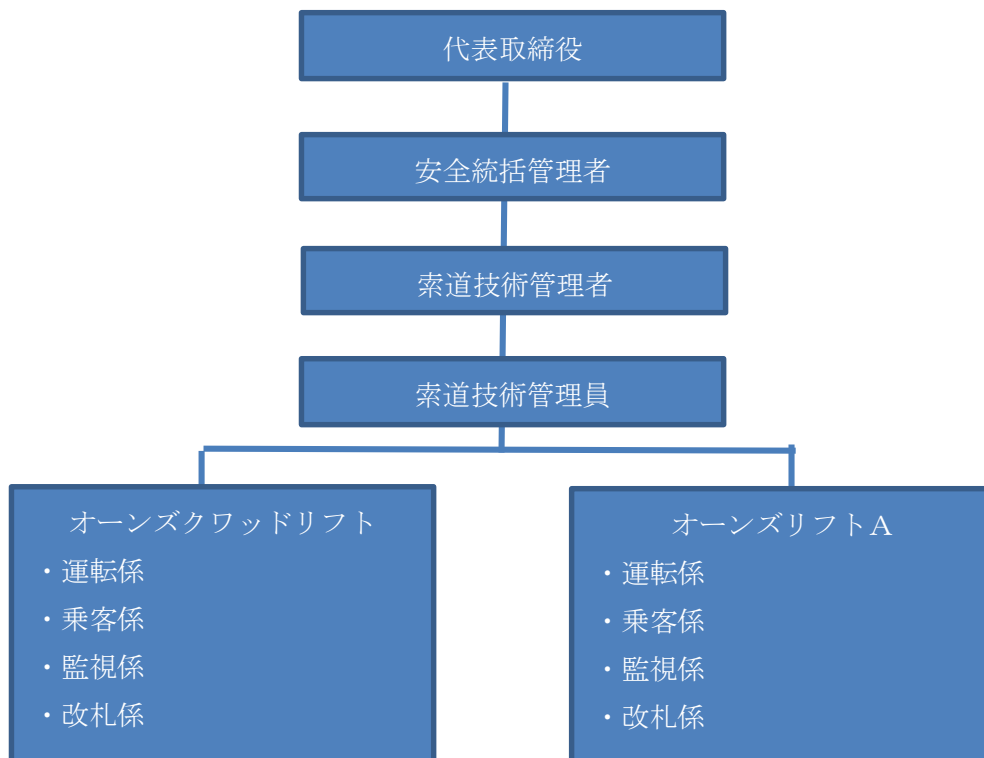 代表取締役
安全統括管理者
索道技術管理者
索道技術管理員
オーンズクワッドリフト
・運転係
・乗客係
・監視係
・改札係
オーンズリフトＡ
・運転係
・乗客係
・監視係
・改札係